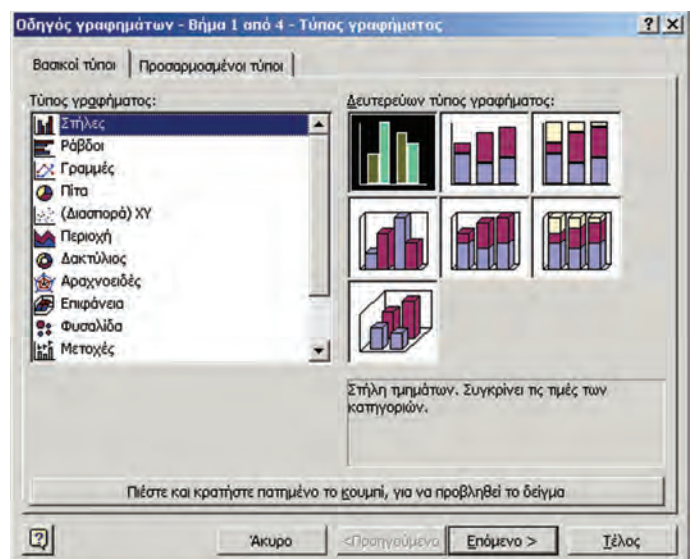 Οδηγός γραφημάτων - Βήμα 1 από 4 - Τύπος γραφήματος
Βασικοί τύποι
Προσαρμοσμένοι τύποι
Τύπος γραφήματος:
Στήλες
Ράβδοι
Γραμμές
Πίτα
(Διασπορά) XY
Περιοχή
Δακτύλιος
Αραχνοειδές
Επιφάνεια
Φυσαλίδα
Μετοχές
Δευτερεύων τύπος γραφήματος:
Στήλη τμημάτων. Συγκρίνει τις τιμές των
κατηγοριών.
Πιέστε και κρατήστε πατημένο το κουμπί, για να προβληθεί το δείγμα
Άκυρο
<Προηγούμενο
Επόμενο >
Τέλος